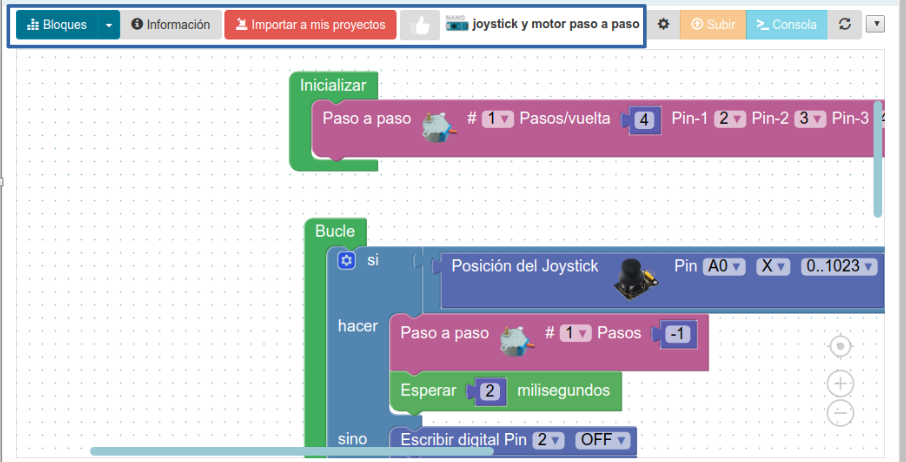 Bloques Información Importar a mis proyectos NANO joystick y motor paso a paso Subir >_ Consola
Inicializar
Paso a paso # 1 Pasos/vuelta 4 Pin-1 2 Pin-2 3 Pin-3
Bucle
si Posición del Joystick Pin A0 X 0..1023
hacer Paso a paso # 1 Pasos -1
Esperar 2 milisegundos
sino Escribir digital Pin 2 OFF